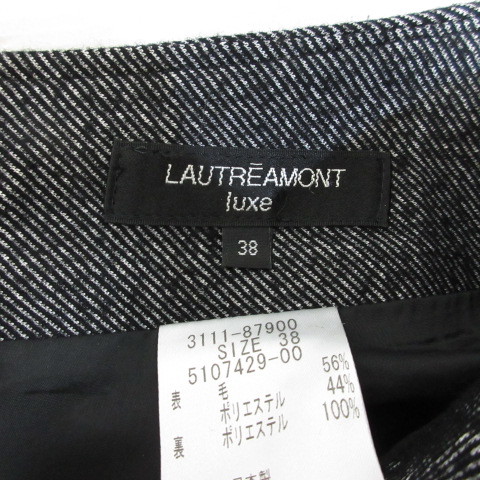 LAUTRĒAMONT
luxe
38
3111-87900
SIZE 38
5107429-00
表 毛 56%
ポリエステル 44%
裏 ポリエステル 100%